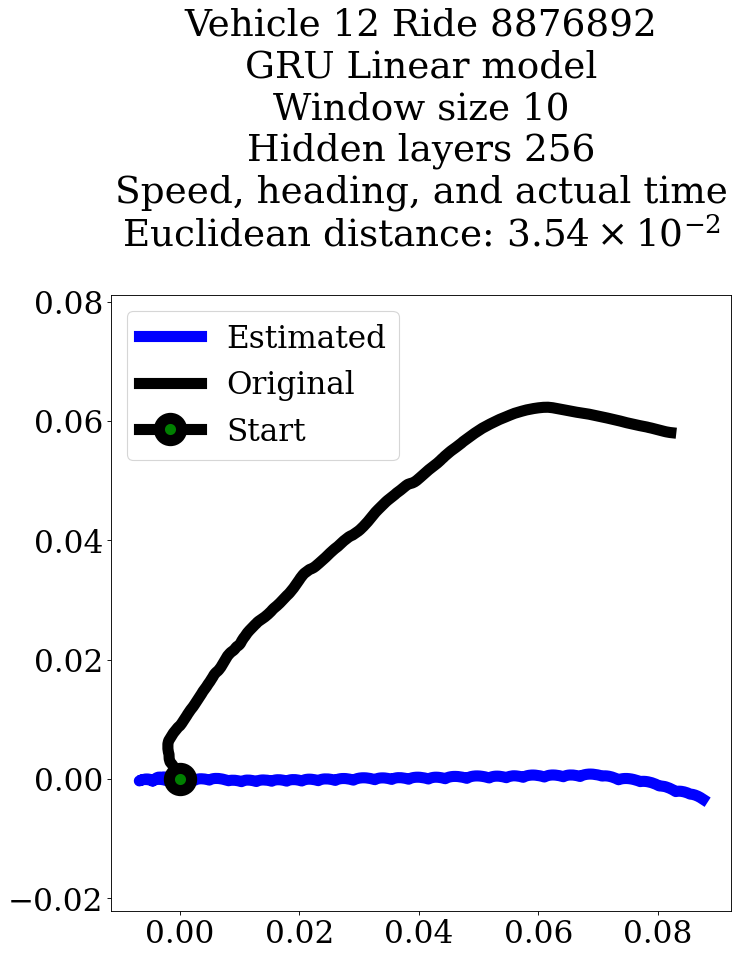 Vehicle 12 Ride 8876892
GRU Linear model
Window size 10
Hidden layers 256
Speed, heading, and actual time
Euclidean distance: 3.54 × 10⁻²
0.08
Estimated
Original
Start
0.06
0.04
0.02
0.00
−0.02
0.00 0.02 0.04 0.06 0.08